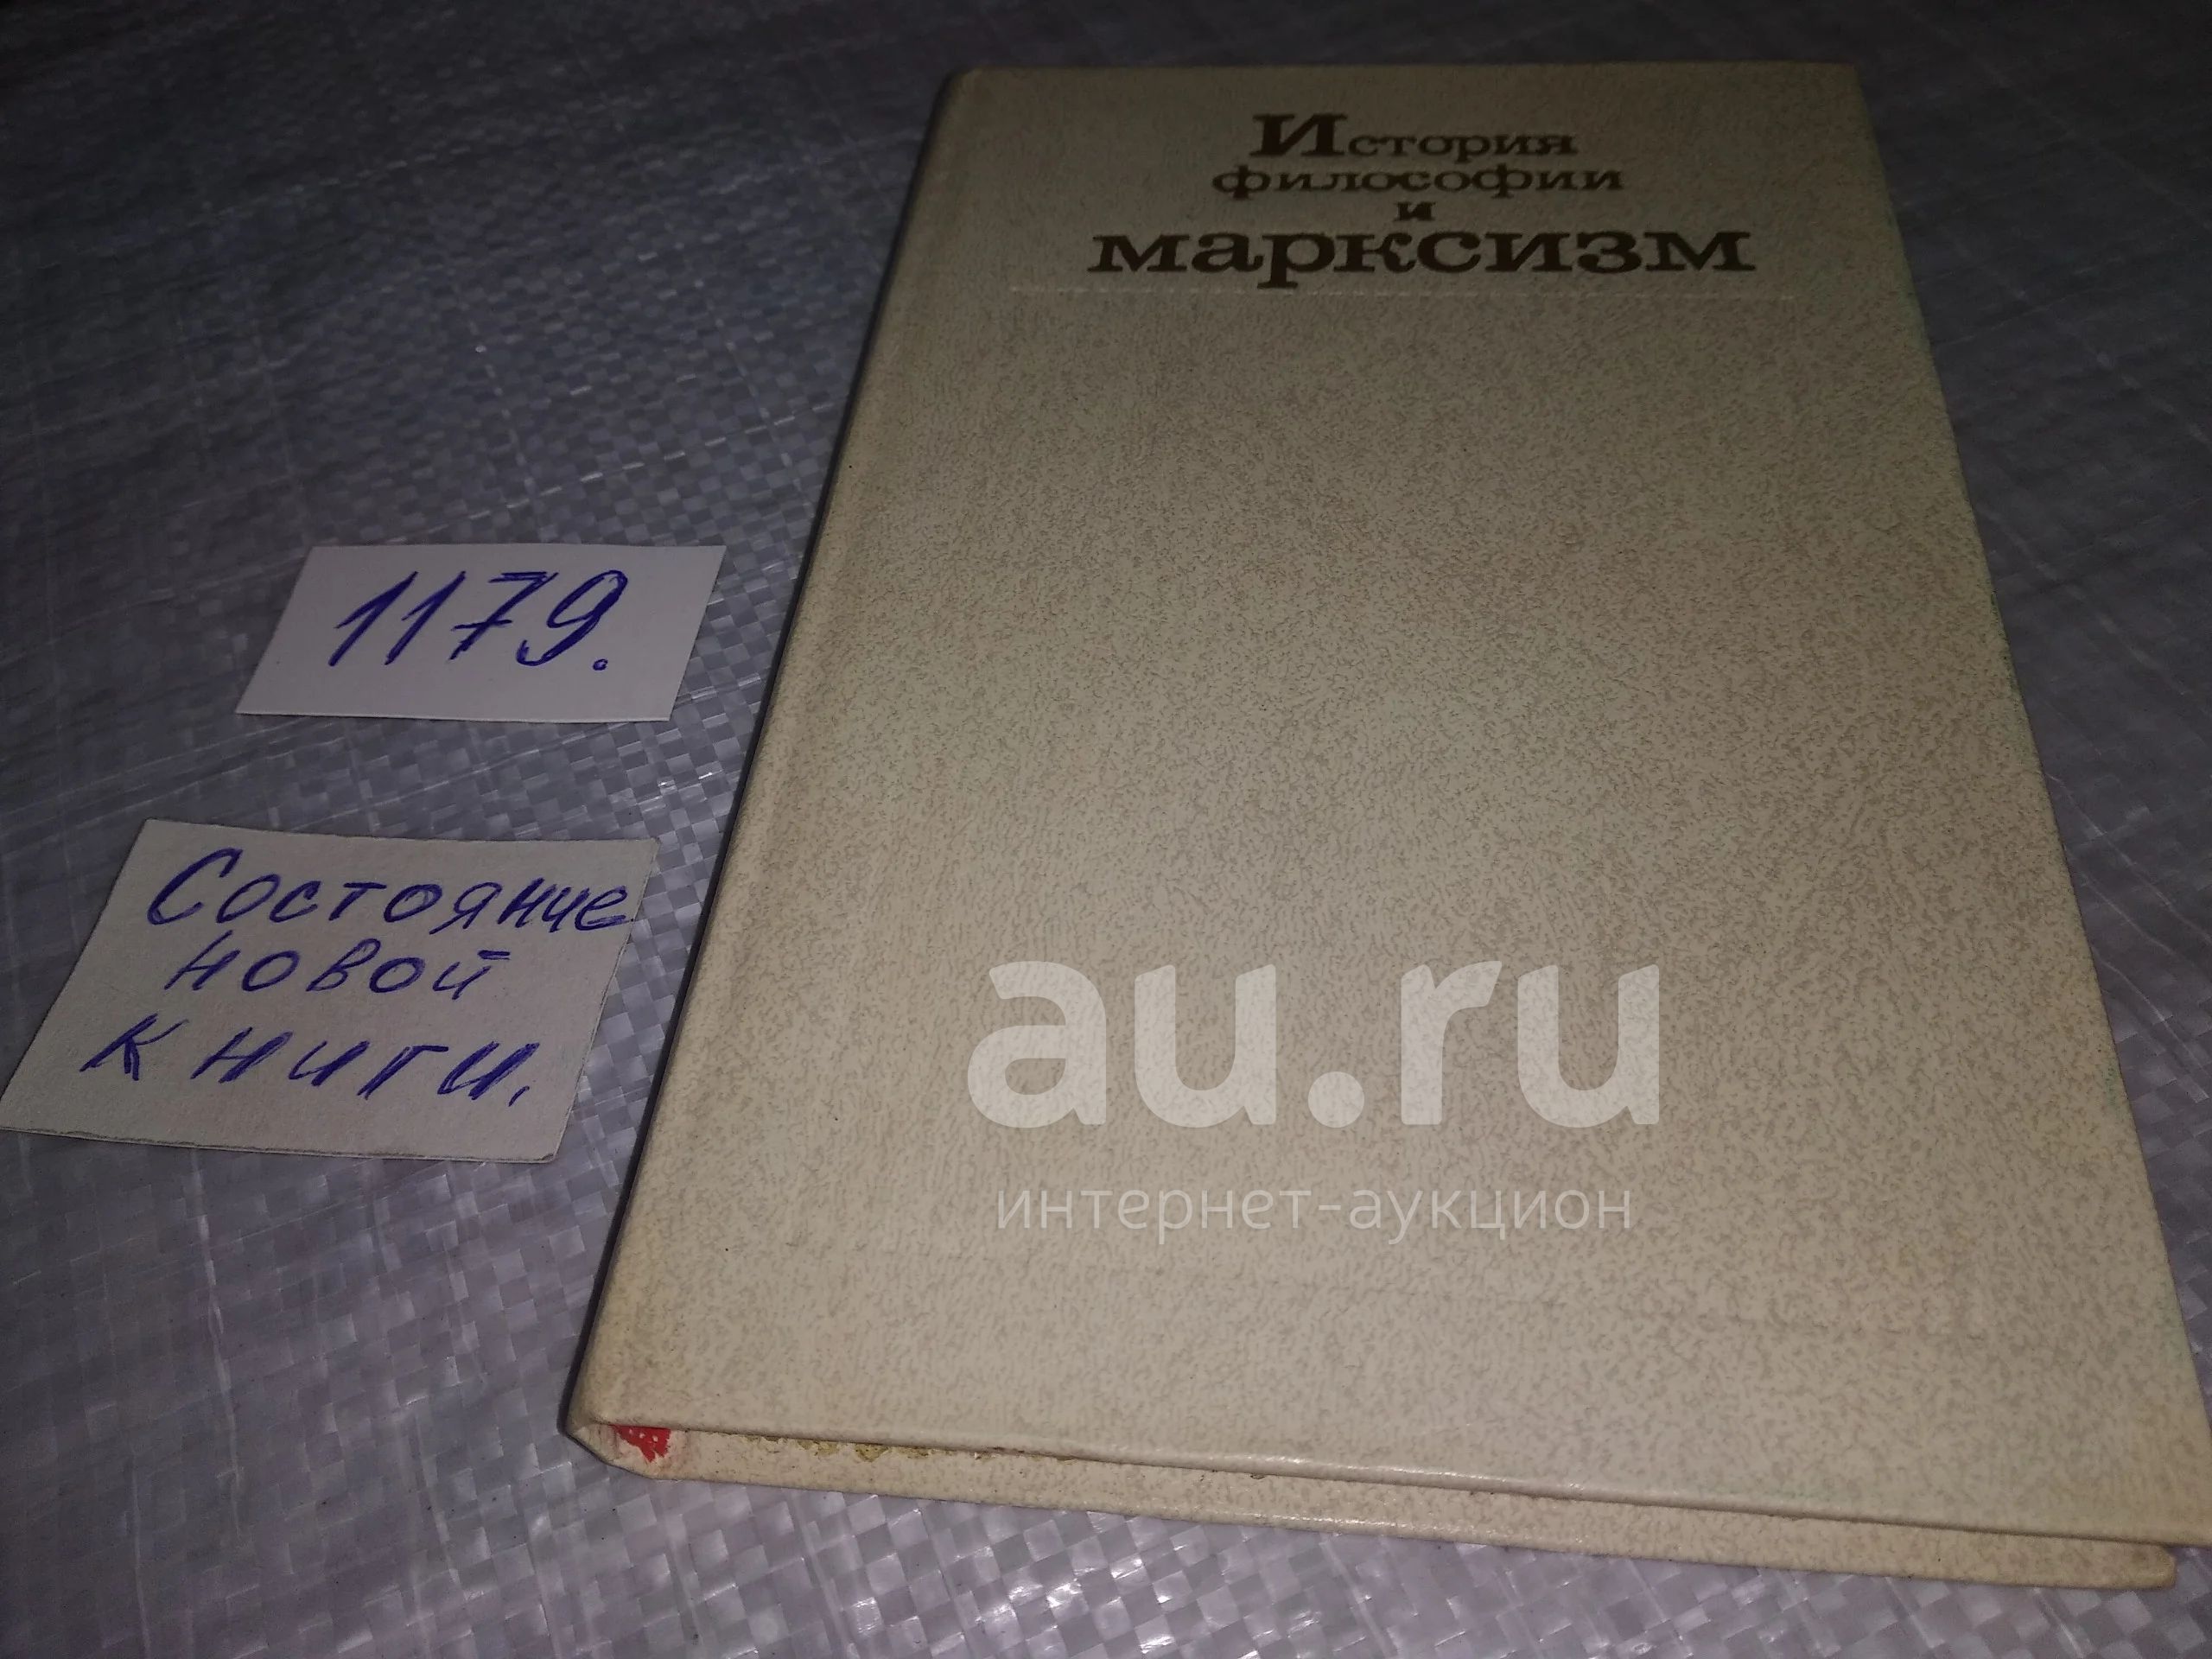 История
философии
и
марксизм
1179.
Состояние
новой
книги.
au.ru
интернет-аукцион